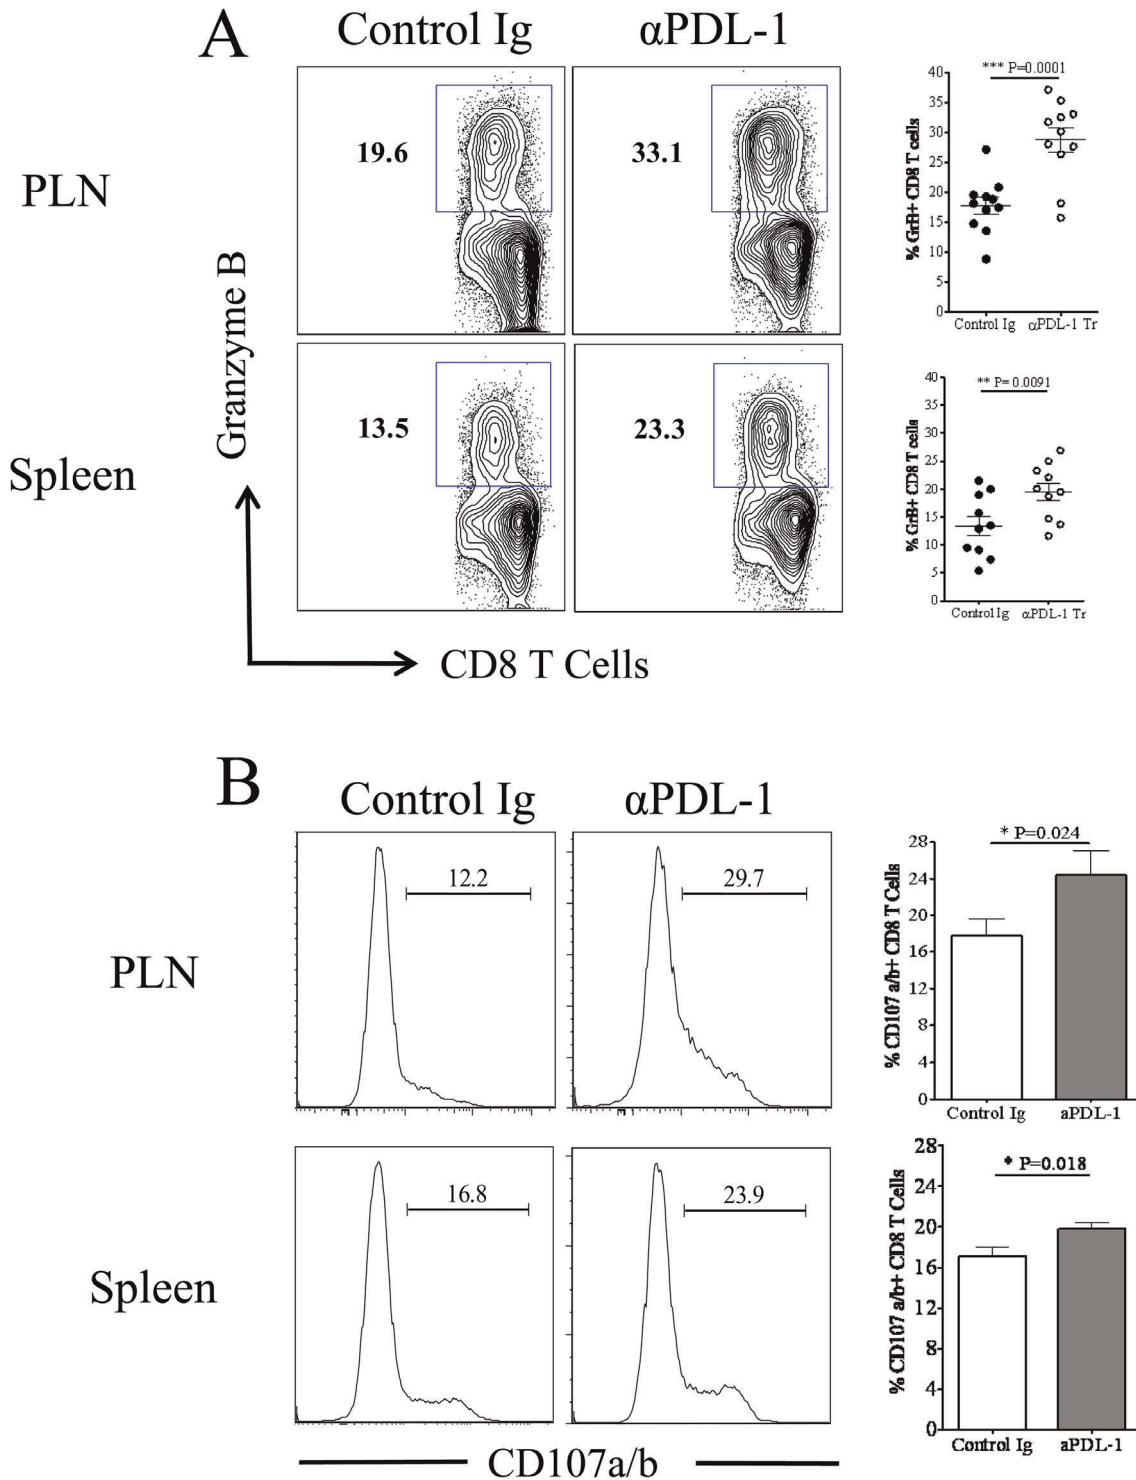 A
Control Ig
αPDL-1
PLN
Spleen
Granzyme B
19.6
33.1
13.5
23.3
CD8 T Cells
*** P=0.0001
% GrB+ CD8 T cells
40
35
30
25
20
15
10
5
0
Control Ig
αPDL-1 Tr
** P= 0.0091
% GrB+ CD8 T cells
40
35
30
25
20
15
10
5
0
Control Ig
αPDL-1 Tr
B
Control Ig
αPDL-1
PLN
12.2
29.7
Spleen
16.8
23.9
CD107a/b
* P=0.024
% CD107 a/b+ CD8 T Cells
28
24
20
16
12
8
4
0
Control Ig
aPDL-1
* P=0.018
% CD107 a/b+ CD8 T Cells
28
24
20
16
12
8
4
0
Control Ig
aPDL-1